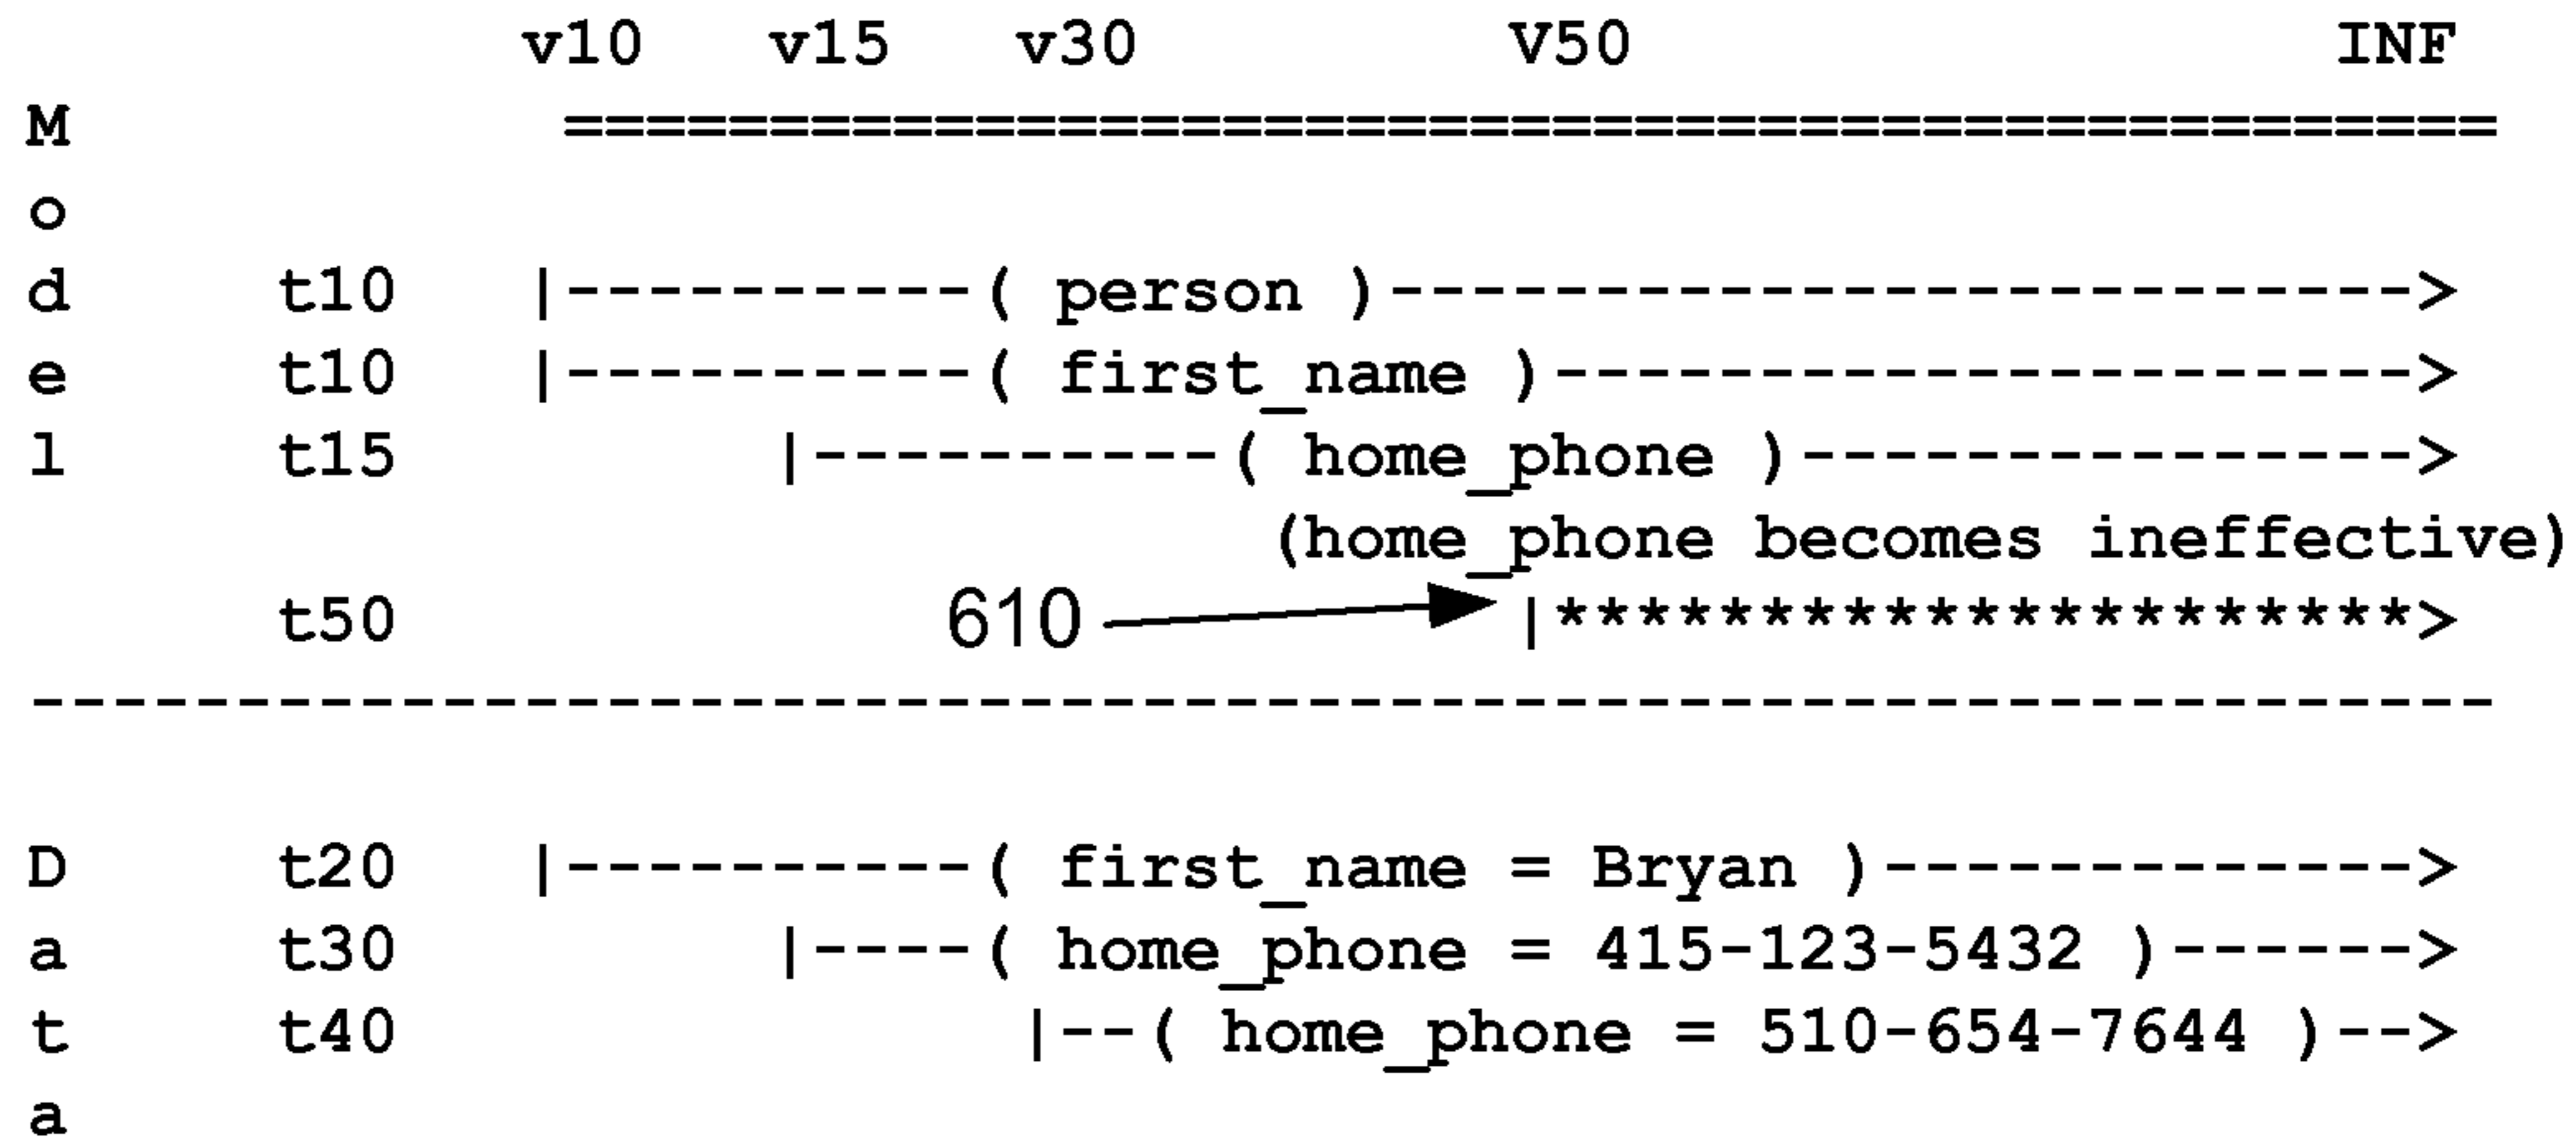 v10 v15 v30 V50 INF
M ===============================================
o
d t10 |----------( person )------------------------->
e t10 |----------( first_name )--------------------->
l t15 |----------( home_phone )--------------->
(home_phone becomes ineffective)
t50 610 |*********************>
------------------------------------------------------------
D t20 |----------( first_name = Bryan )------------->
a t30 |----( home_phone = 415-123-5432 )------>
t t40 |--( home_phone = 510-654-7644 )-->
a